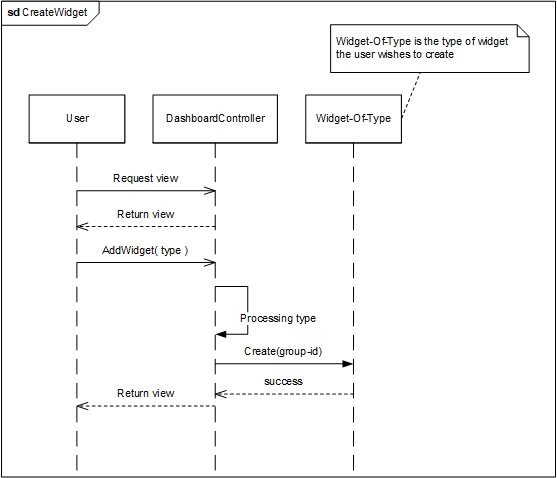 sd CreateWidget
Widget-Of-Type is the type of widget
the user wishes to create
User
DashboardController
Widget-Of-Type
Request view
Return view
AddWidget( type )
Processing type
Create(group-id)
success
Return view